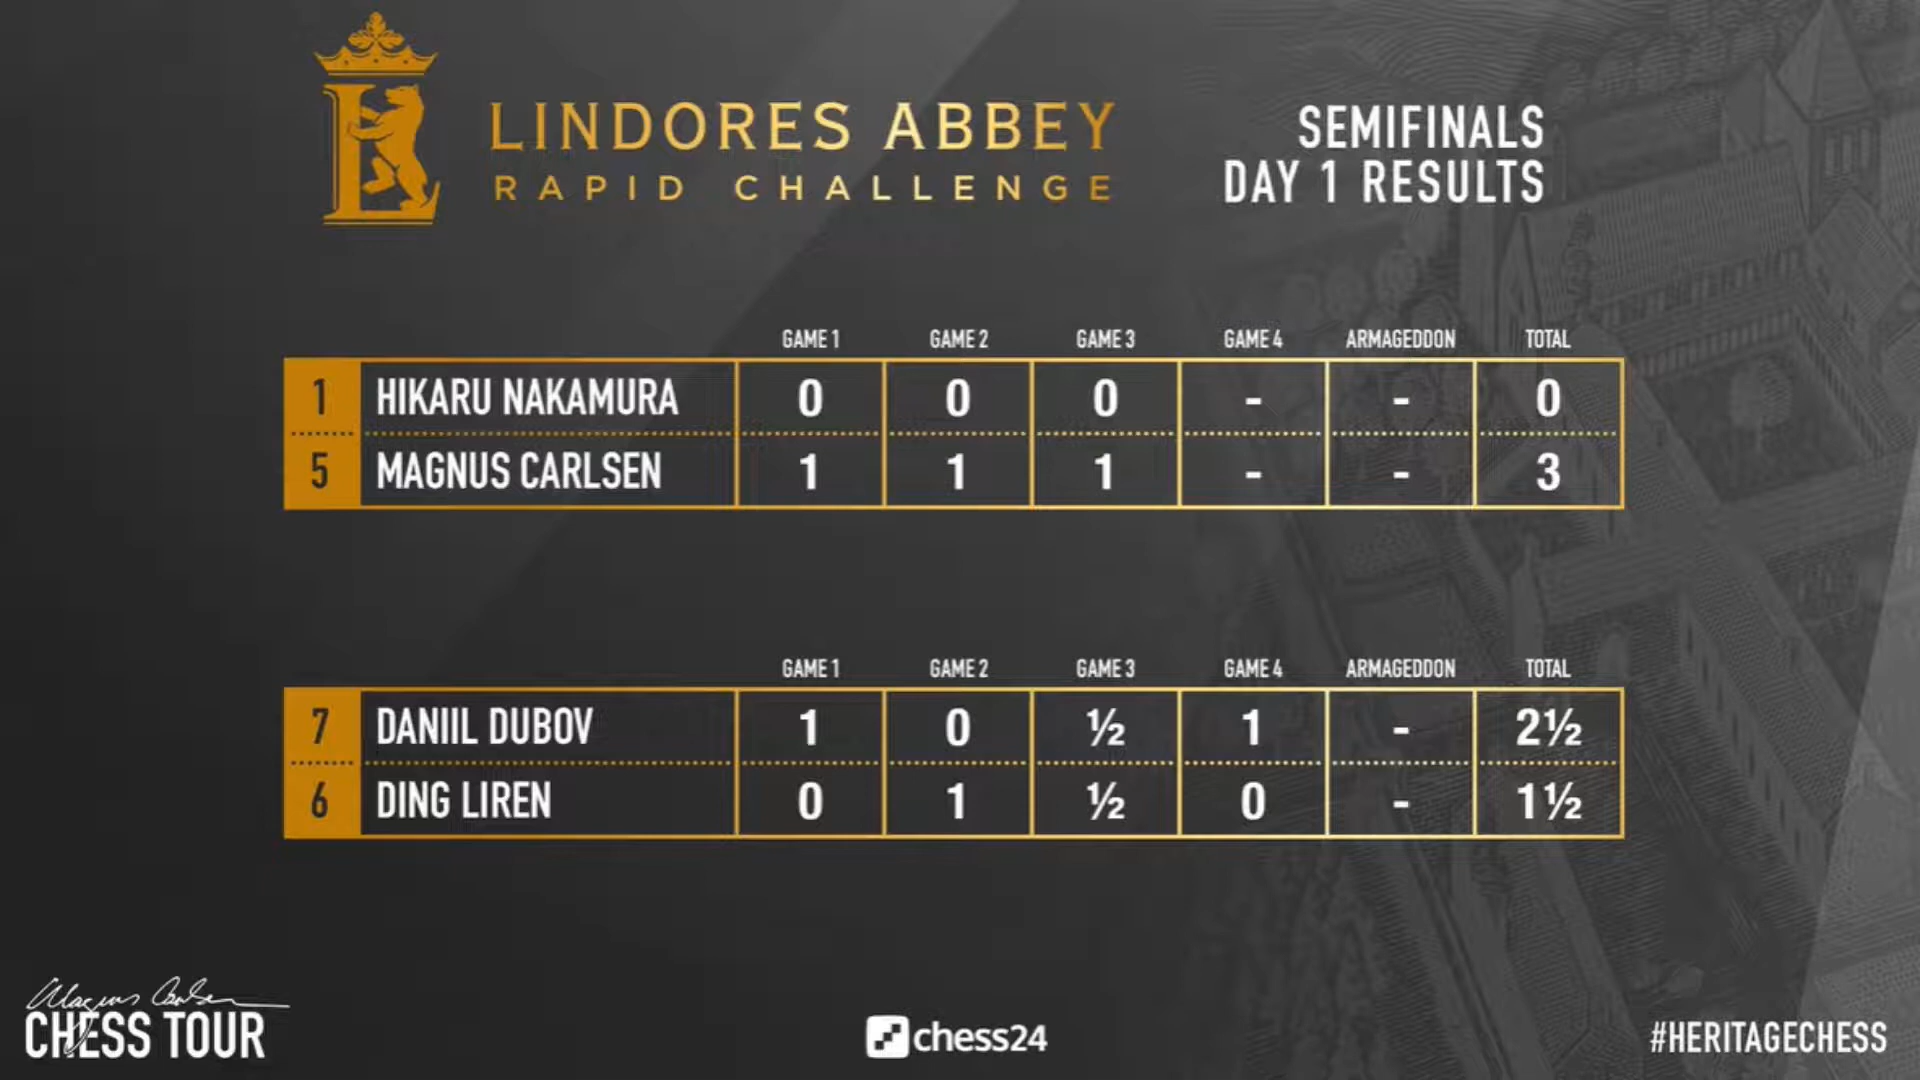 LINDORES ABBEY
RAPID CHALLENGE
SEMIFINALS
DAY 1 RESULTS
GAME 1 GAME 2 GAME 3 GAME 4 ARMAGEDDON TOTAL
1 HIKARU NAKAMURA 0 0 0 - - 0
5 MAGNUS CARLSEN 1 1 1 - - 3
GAME 1 GAME 2 GAME 3 GAME 4 ARMAGEDDON TOTAL
7 DANIIL DUBOV 1 0 ½ 1 - 2½
6 DING LIREN 0 1 ½ 0 - 1½
Magnus Carlsen
CHESS TOUR
chess24
#HERITAGECHESS